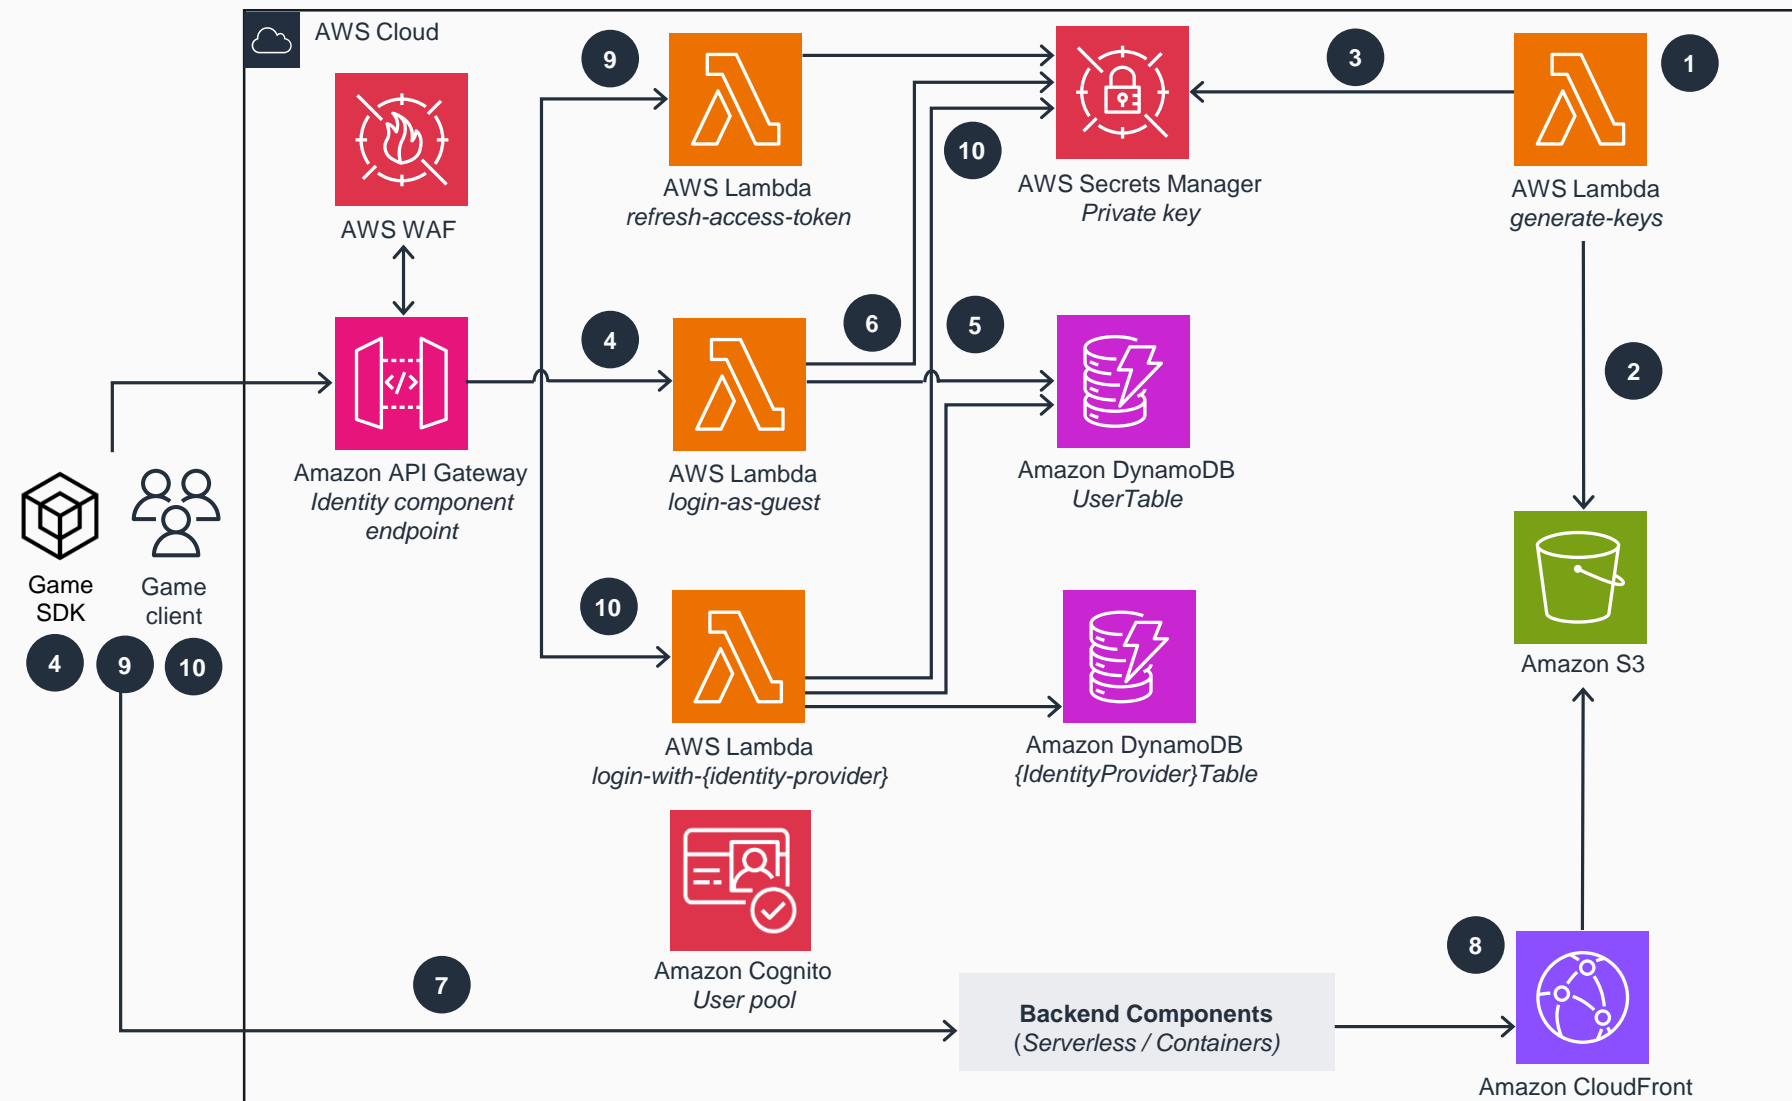 AWS Cloud
9
3
1
10
AWS Lambda
refresh-access-token
AWS Secrets Manager
Private key
AWS Lambda
generate-keys
AWS WAF
4
6
5
2
</>
Amazon API Gateway
Identity component
endpoint
AWS Lambda
login-as-guest
Amazon DynamoDB
UserTable
Game
SDK
Game
client
4
9
10
10
Amazon S3
AWS Lambda
login-with-{identity-provider}
Amazon DynamoDB
{IdentityProvider}Table
Amazon Cognito
User pool
7
8
Backend Components
(Serverless / Containers)
Amazon CloudFront